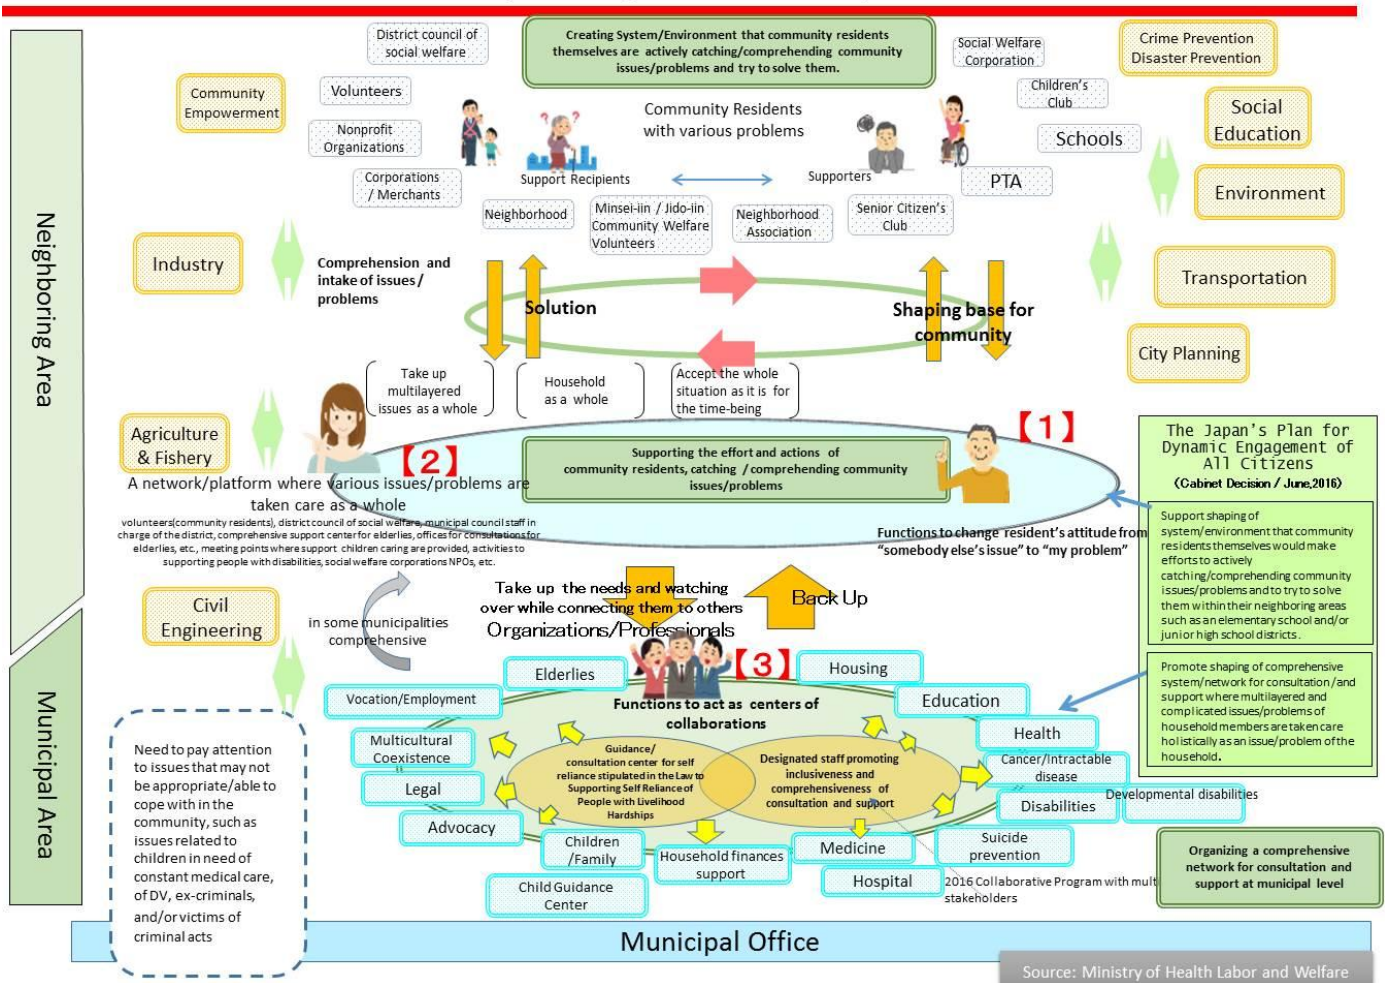 District council of
social welfare
Creating System/Environment that community residents
themselves are actively catching/comprehending community
issues/problems and try to solve them.
Social Welfare
Corporation
Crime Prevention
Disaster Prevention
Community
Empowerment
Volunteers
Children's
Club
Social
Education
Community Residents
with various problems
Nonprofit
Organizations
Schools
Corporations
/ Merchants
Support Recipients
Supporters
PTA
Environment
Neighborhood
Minsei-iin / Jido-iin
Community Welfare
Volunteers
Neighborhood
Association
Senior Citizen's
Club
Neighboring Area
Industry
Comprehension and
intake of issues/
problems
Transportation
Solution
Shaping base for
community
City Planning
Take up
multilayered
issues as a whole
Household
as a whole
Accept the whole
situation as it is for
the time-being
Agriculture
& Fishery
【2】
【1】
Supporting the effort and actions of
community residents, catching / comprehending community
issues/problems
A network/platform where various issues/problems are
taken care as a whole
volunteers(community residents), district council of social welfare, municipal council staff in
charge of the district, comprehensive support center for elderlies, offices for consultations for
elderlies, etc., meeting points where support children caring are provided, activities to
supporting people with disabilities, social welfare corporations NPOs, etc.
Functions to change resident's attitude from
"somebody else's issue" to "my problem"
The Japan's Plan for
Dynamic Engagement of
All Citizens
(Cabinet Decision / June,2016)
Support shaping of
system/environment that community
residents themselves would make
efforts to actively
catching/comprehending community
issues/problems and to try to solve
them within their neighboring areas
such as an elementary school and/or
junior high school districts.
Promote shaping of comprehensive
system/network for consultation /and
support where multilayered and
complicated issues/problems of
household members are taken care
holistically as an issue/problem of the
household.
Civil
Engineering
in some municipalities
comprehensive
Take up the needs and watching
over while connecting them to others
Organizations/Professionals
Back Up
【3】
Municipal Area
Elderlies
Housing
Vocation/Employment
Education
Functions to act as centers of
collaborations
Multicultural
Coexistence
Health
Guidance/
consultation center for self
reliance stipulated in the Law to
Supporting Self Reliance of
People with Livelihood
Hardships
Designated staff promoting
inclusiveness and
comprehensiveness of
consultation and support
Cancer/Intractable
disease
Legal
Disabilities
Developmental disabilities
Advocacy
Children
/Family
Household finances
support
Medicine
Suicide
prevention
Child Guidance
Center
Hospital
2016 Collaborative Program with mult
stakeholders
Need to pay attention
to issues that may not
be appropriate/able to
cope with in the
community, such as
issues related to
children in need of
constant medical care,
of DV, ex-criminals,
and/or victims of
criminal acts
Organizing a comprehensive
network for consultation and
support at municipal level
Municipal Office
Source: Ministry of Health Labor and Welfare